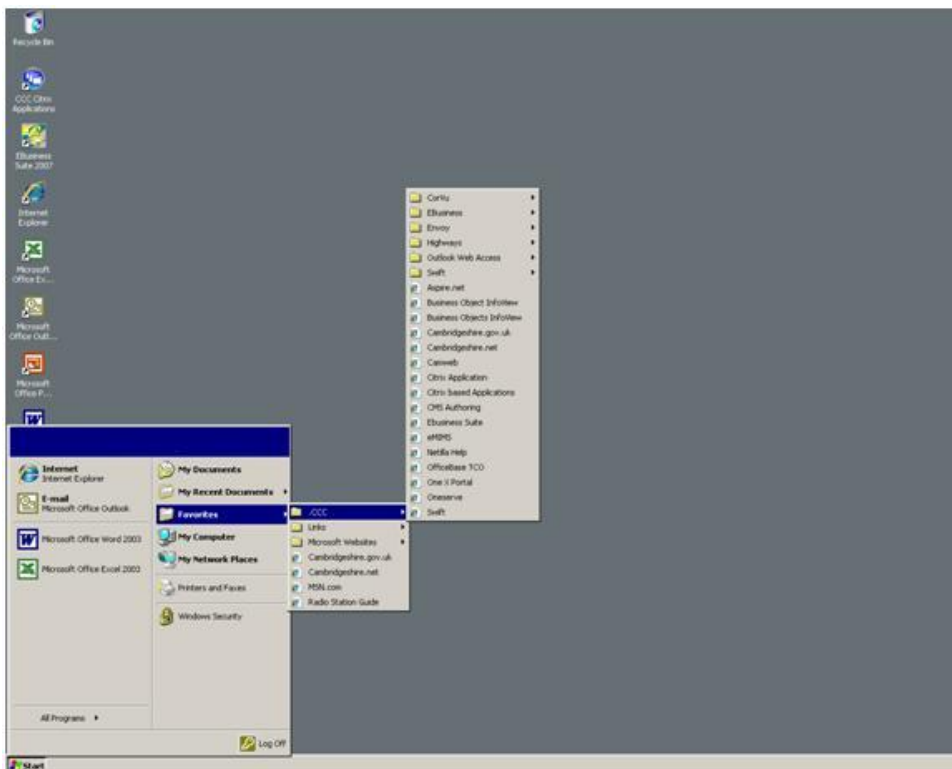 Recycle Bin
CCC Citrix
Applications
EBusiness
Suite 2007
Internet
Explorer
Microsoft
Office Ex...
Microsoft
Office Outl...
Microsoft
Office P...
Internet
Internet Explorer
E-mail
Microsoft Office Outlook
Microsoft Office Word 2003
Microsoft Office Excel 2003
All Programs
My Documents
My Recent Documents
Favorites
My Computer
My Network Places
Printers and Faxes
Windows Security
Log Off
Start
.CCC
Links
Microsoft Websites
Cambridgeshire.gov.uk
Cambridgeshire.net
MSN.com
Radio Station Guide
CorVu
EBusiness
Envoy
Highways
Outlook Web Access
Swift
Aspire.net
Business Object InfoView
Business Objects InfoView
Cambridgeshire.gov.uk
Cambridgeshire.net
Camweb
Citrix Application
Citrix based Applications
CMS Authoring
Ebusiness Suite
eMIMS
Netilla Help
OfficeBase TCO
One X Portal
Oneserve
Swift